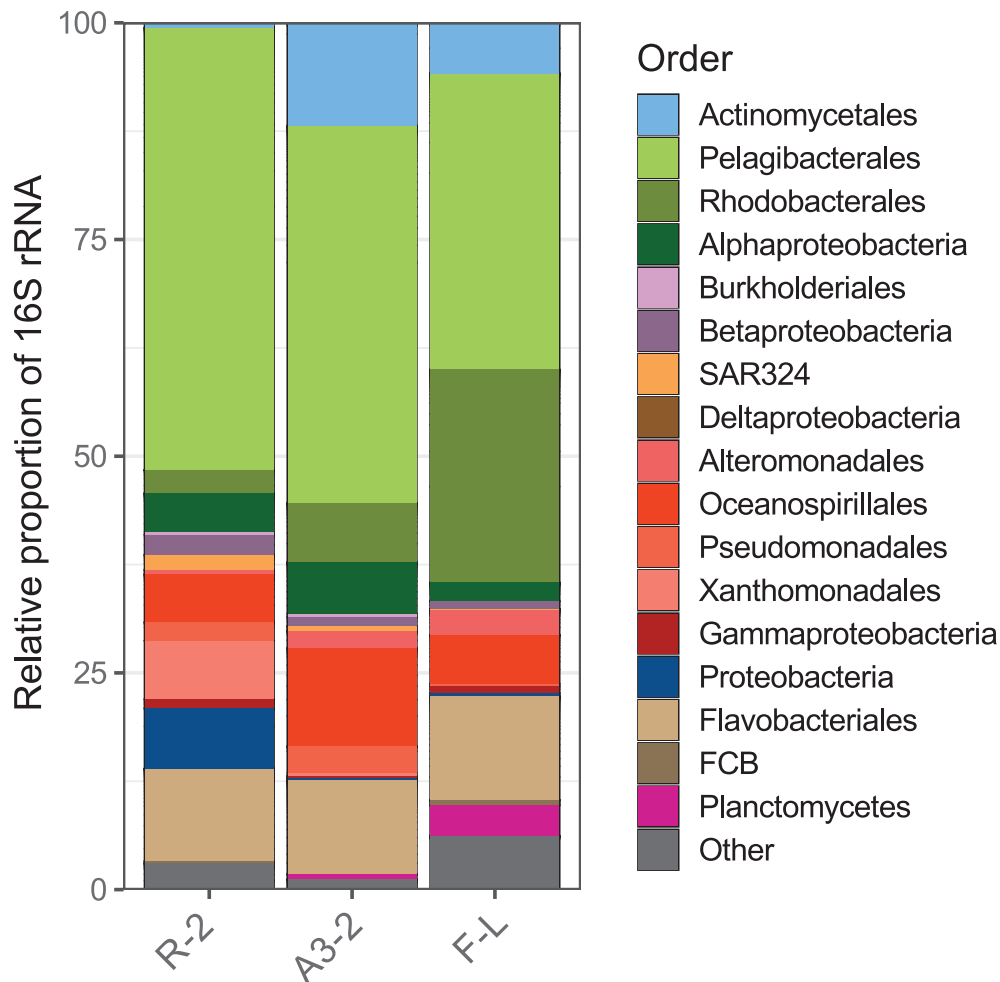 Relative proportion of 16S rRNA
100
75
50
25
0
R-2
A3-2
F-L
Order
Actinomycetales
Pelagibacterales
Rhodobacterales
Alphaproteobacteria
Burkholderiales
Betaproteobacteria
SAR324
Deltaproteobacteria
Alteromonadales
Oceanospirillales
Pseudomonadales
Xanthomonadales
Gammaproteobacteria
Proteobacteria
Flavobacteriales
FCB
Planctomycetes
Other